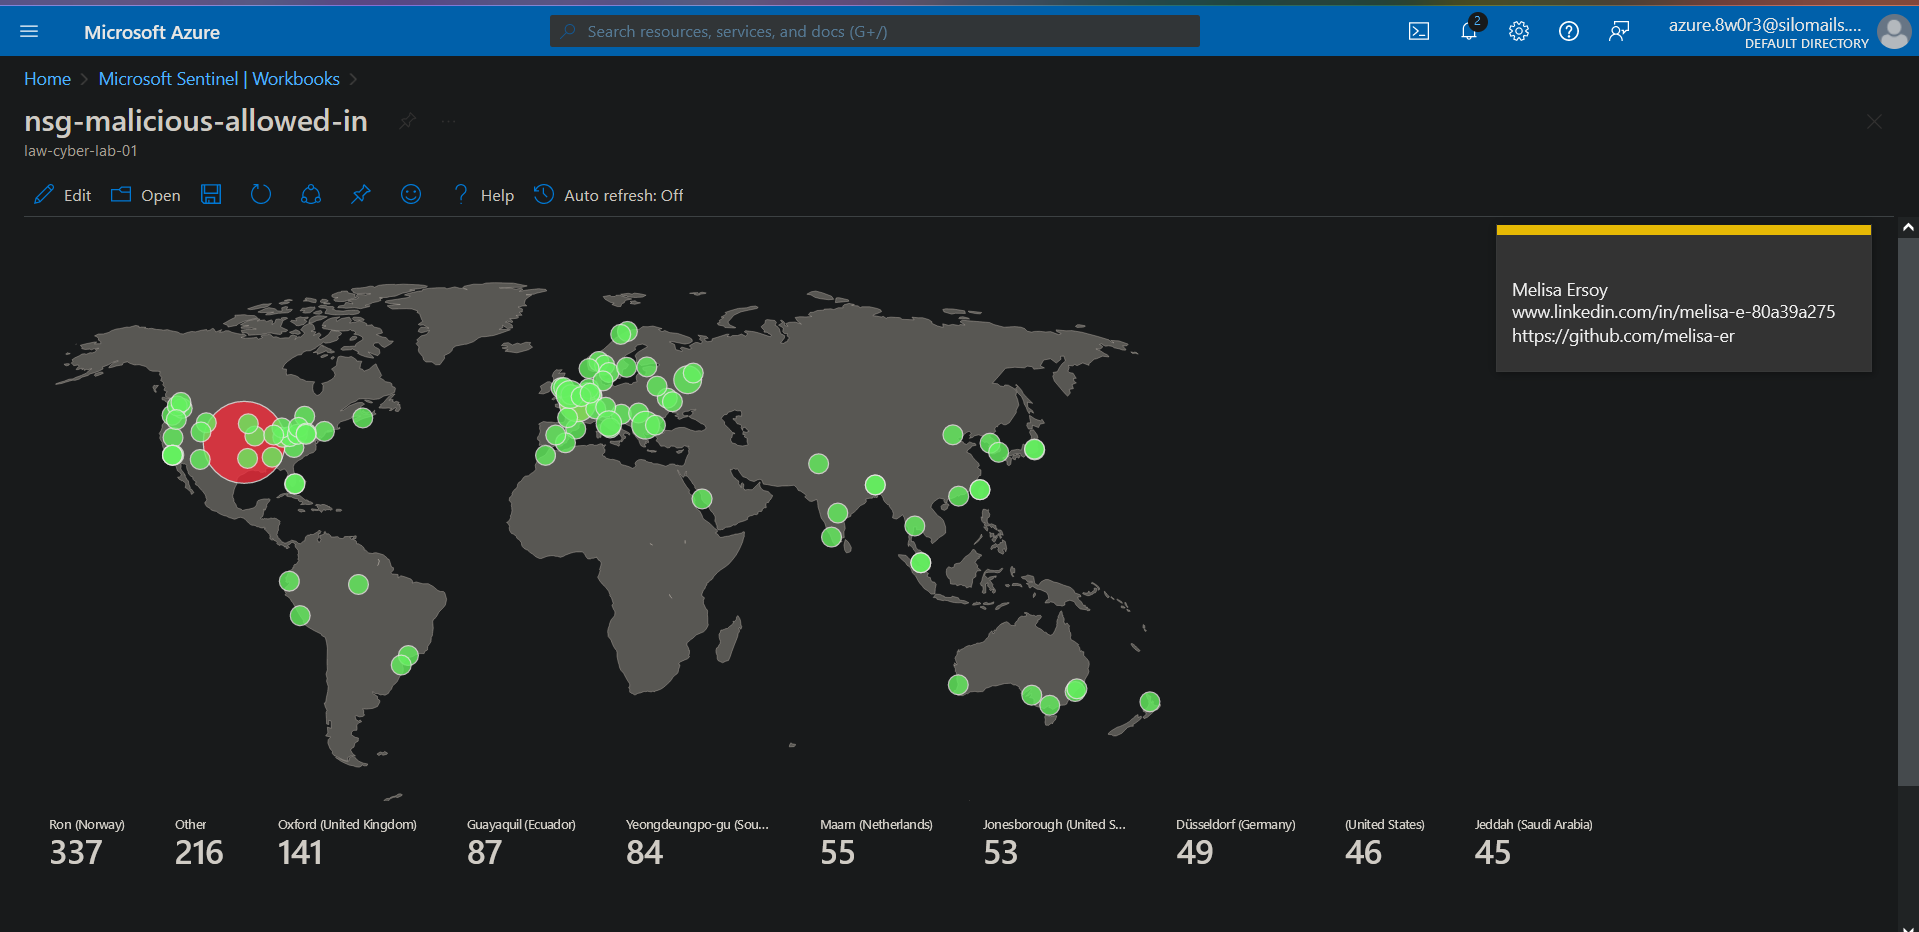 Microsoft Azure
Search resources, services, and docs (G+/)
2
azure.8w0r3@silomails....
DEFAULT DIRECTORY
Home > Microsoft Sentinel | Workbooks >
nsg-malicious-allowed-in
law-cyber-lab-01
Edit Open Help Auto refresh: Off
Melisa Ersoy
www.linkedin.com/in/melisa-e-80a39a275
https://github.com/melisa-er
Ron (Norway) Other Oxford (United Kingdom) Guayaquil (Ecuador) Yeongdeungpo-gu (Sou... Maarn (Netherlands) Jonesborough (United S... Düsseldorf (Germany) (United States) Jeddah (Saudi Arabia)
337 216 141 87 84 55 53 49 46 45